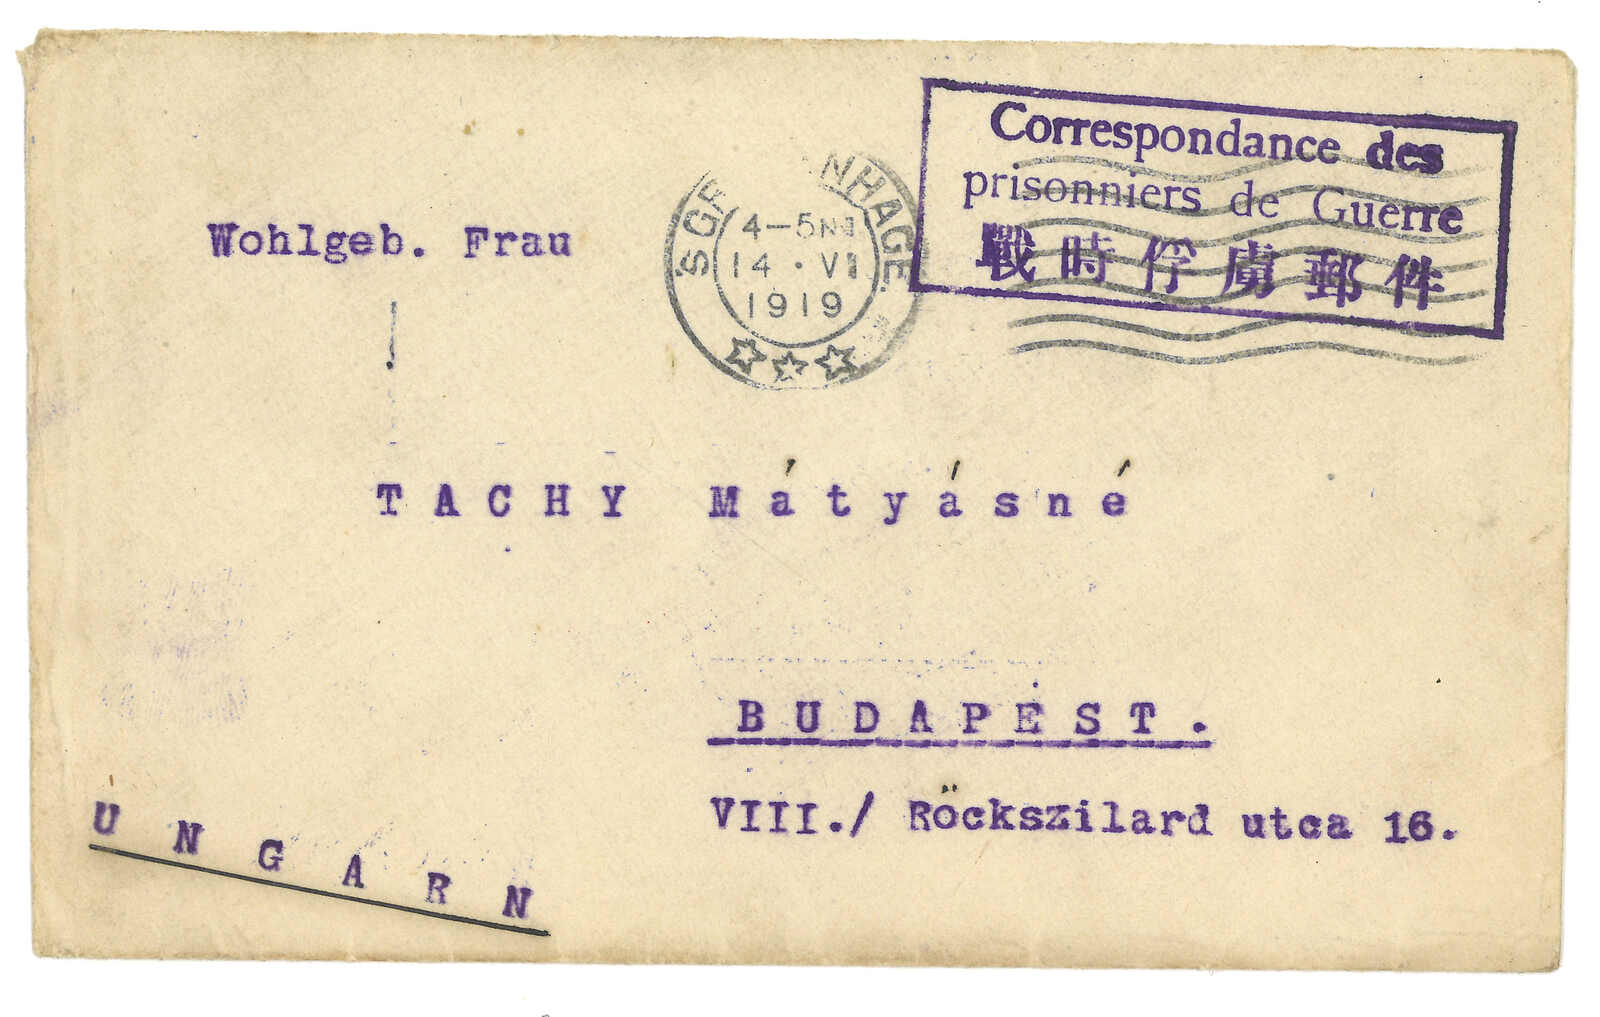 Correspondance des
prisonniers de Guerre
戰時俘虜郵件
4-5
14 · VI
1919
Wohlgeb. Frau
TACHY Mátyásné
BUDAPEST.
VIII./ Röckszilard utca 16.
UNGARN